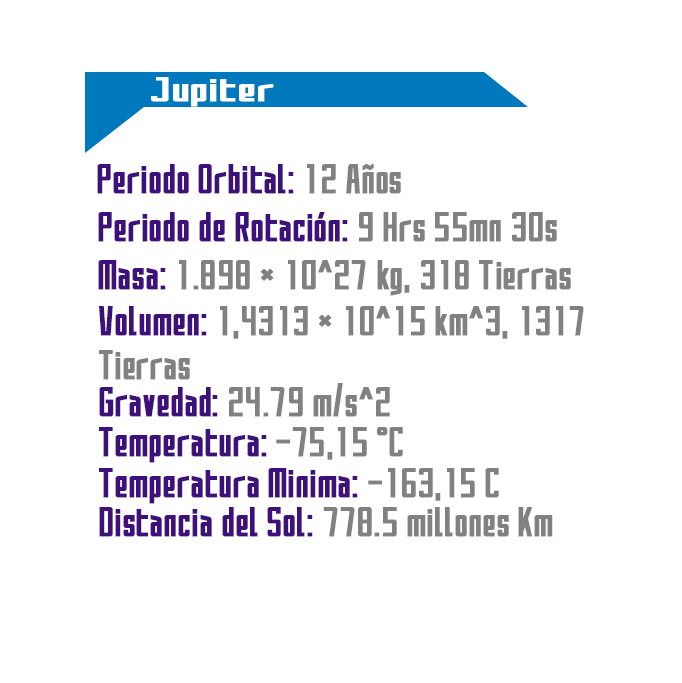 Jupiter
Periodo Orbital: 12 Años
Periodo de Rotación: 9 Hrs 55mn 30s
Masa: 1.898 × 10^27 kg, 318 Tierras
Volumen: 1,4313 × 10^15 km^3, 1317
Tierras
Gravedad: 24.79 m/s^2
Temperatura: -75,15 °C
Temperatura Minima: -163,15 C
Distancia del Sol: 778.5 millones Km